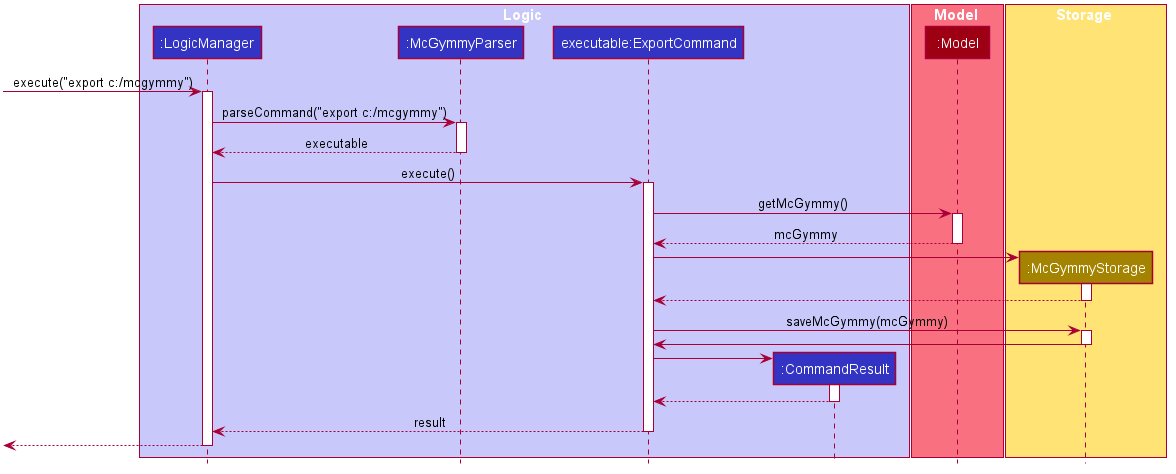 Logic
Model
Storage
:LogicManager
:McGymmyParser
executable:ExportCommand
:Model
execute("export c:/mcgymmy")
parseCommand("export c:/mcgymmy")
executable
execute()
getMcGymmy()
mcGymmy
:McGymmyStorage
saveMcGymmy(mcGymmy)
:CommandResult
result